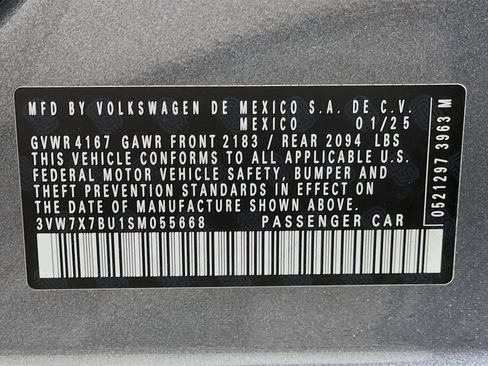 MFD BY VOLKSWAGEN DE MEXICO S.A. DE C.V.
MEXICO 01/25
GVWR 4167 GAWR FRONT 2183 / REAR 2094 LBS
THIS VEHICLE CONFORMS TO ALL APPLICABLE U.S.
FEDERAL MOTOR VEHICLE SAFETY, BUMPER AND
THEFT PREVENTION STANDARDS IN EFFECT ON
THE DATE OF MANUFACTURE SHOWN ABOVE.
3VW7X7BU1SM055668 PASSENGER CAR
0521297 3963 M